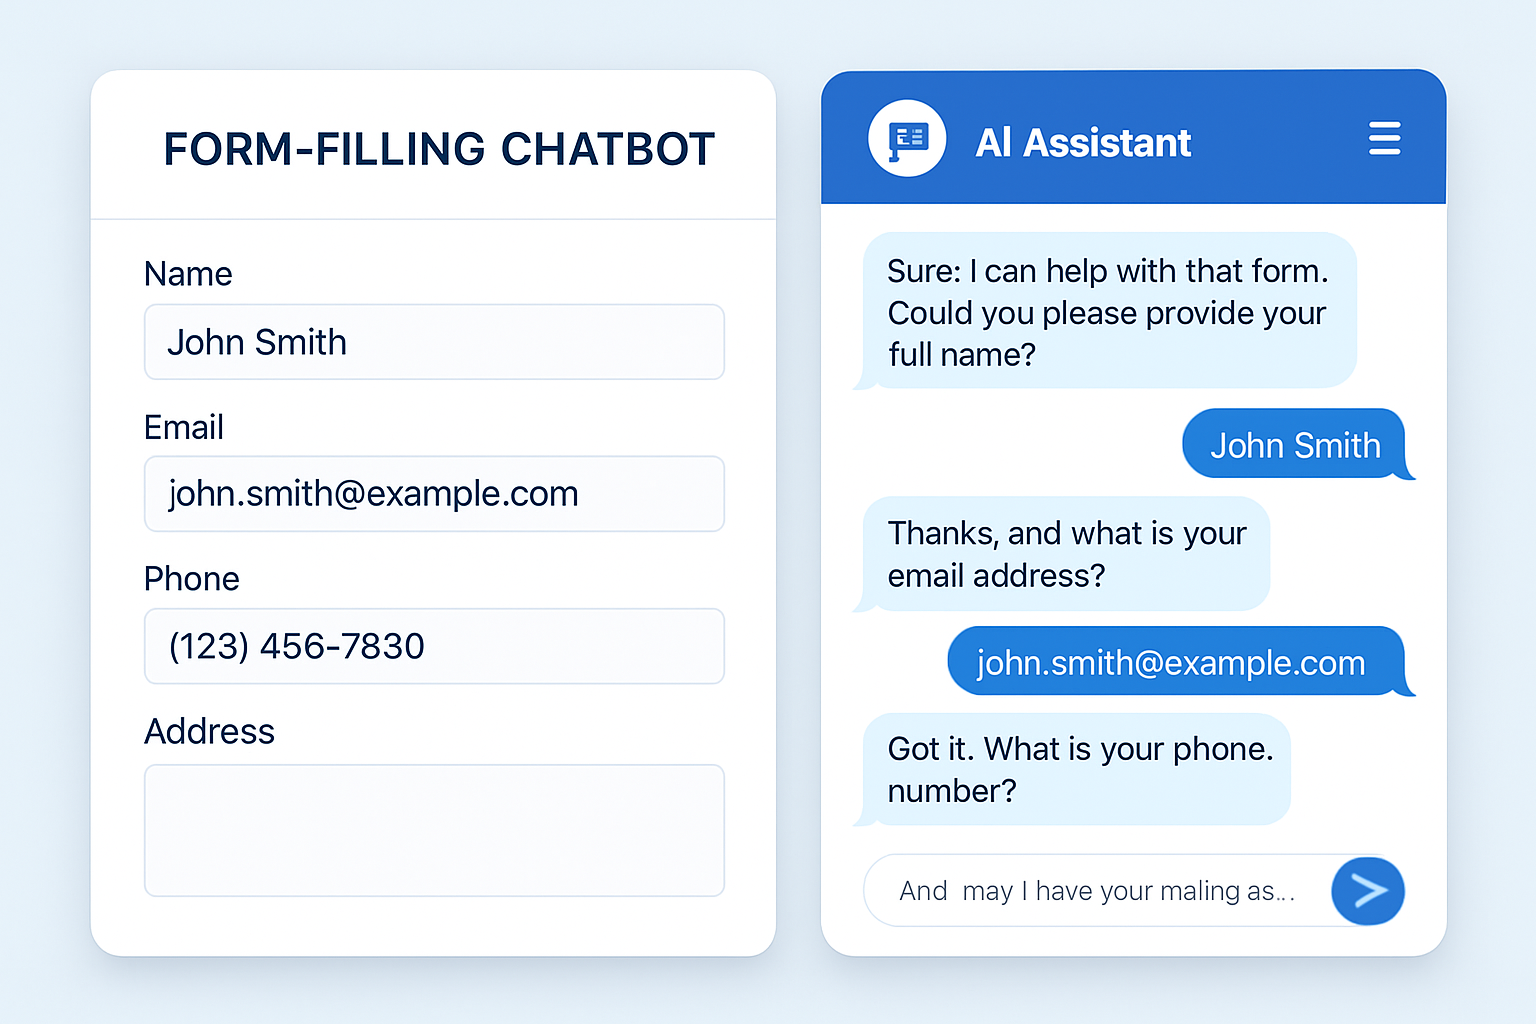 FORM-FILLING CHATBOT
Name
John Smith
Email
john.smith@example.com
Phone
(123) 456-7830
Address
AI Assistant
Sure: I can help with that form.
Could you please provide your
full name?
John Smith
Thanks, and what is your
email address?
john.smith@example.com
Got it. What is your phone.
number?
And may I have your maling as...